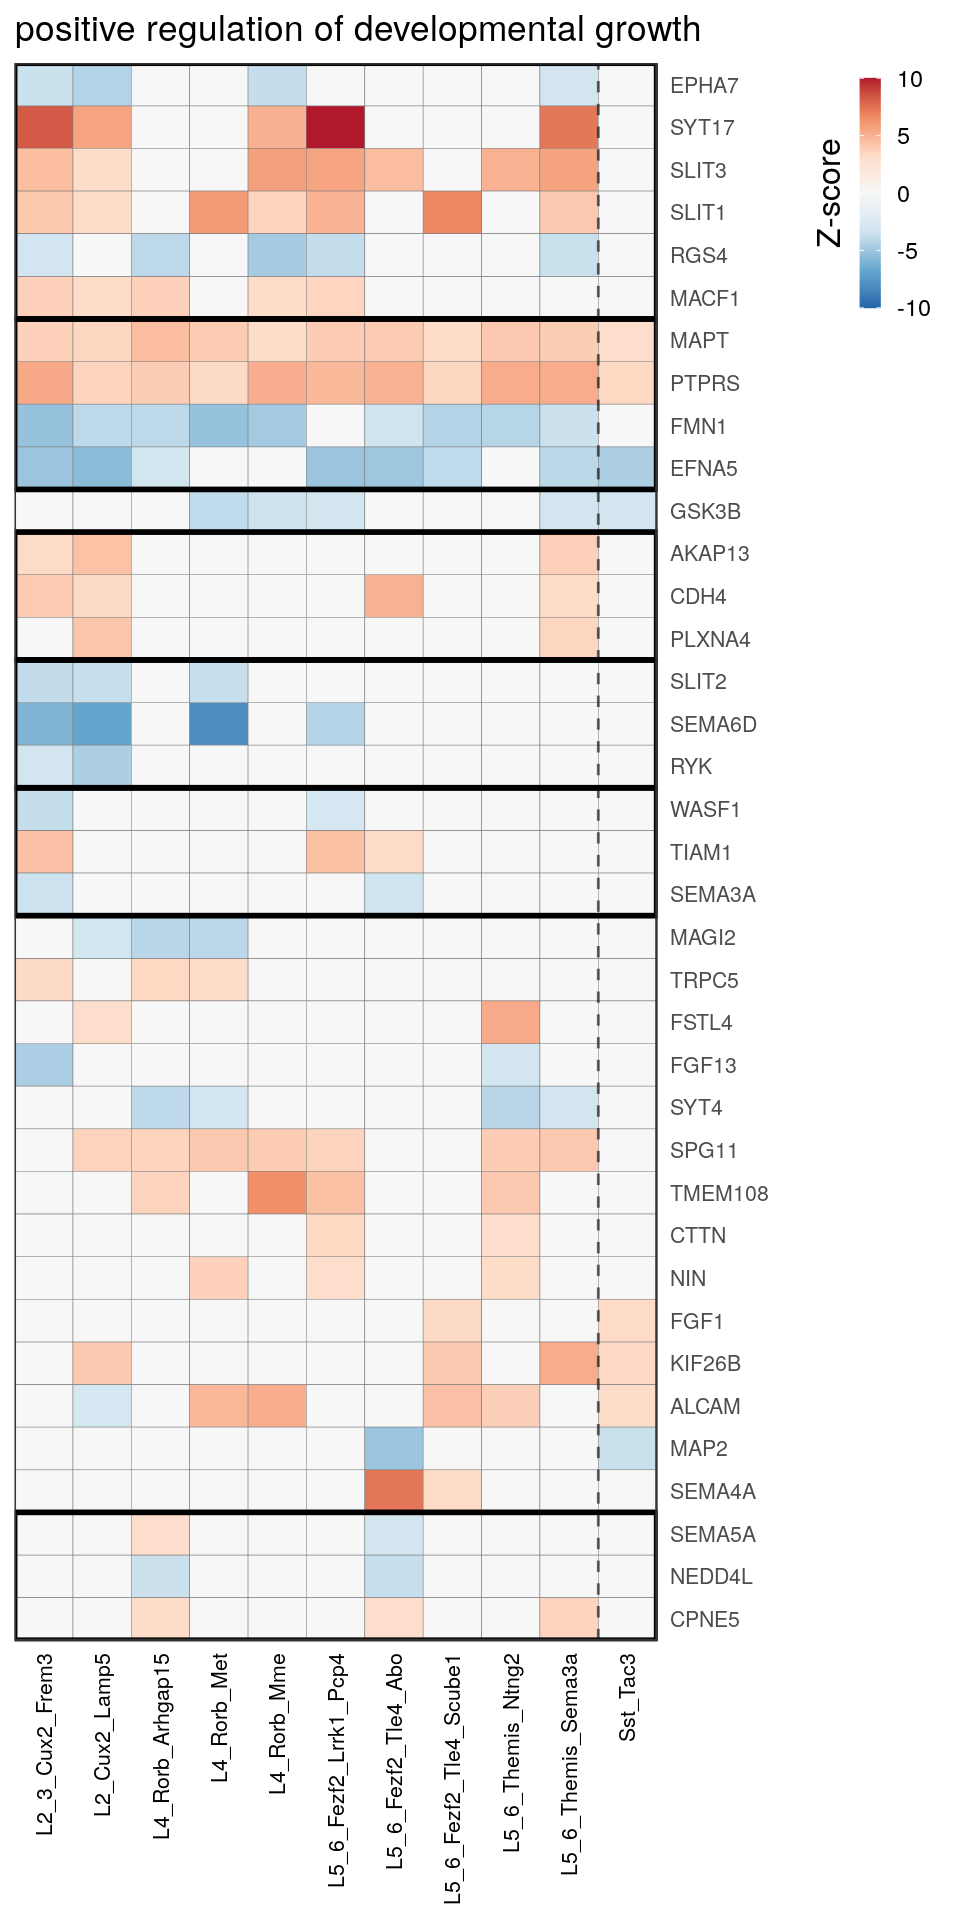 positive regulation of developmental growth
EPHA7
SYT17
SLIT3
SLIT1
RGS4
MACF1
MAPT
PTPRS
FMN1
EFNA5
GSK3B
AKAP13
CDH4
PLXNA4
SLIT2
SEMA6D
RYK
WASF1
TIAM1
SEMA3A
MAGI2
TRPC5
FSTL4
FGF13
SYT4
SPG11
TMEM108
CTTN
NIN
FGF1
KIF26B
ALCAM
MAP2
SEMA4A
SEMA5A
NEDD4L
CPNE5
L2_3_Cux2_Frem3
L2_Cux2_Lamp5
L4_Rorb_Arhgap15
L4_Rorb_Met
L4_Rorb_Mme
L5_6_Fezf2_Lrrk1_Pcp4
L5_6_Fezf2_Tle4_Abo
L5_6_Fezf2_Tle4_Scube1
L5_6_Themis_Ntng2
L5_6_Themis_Sema3a
Sst_Tac3
Z-score
10
5
0
-5
-10